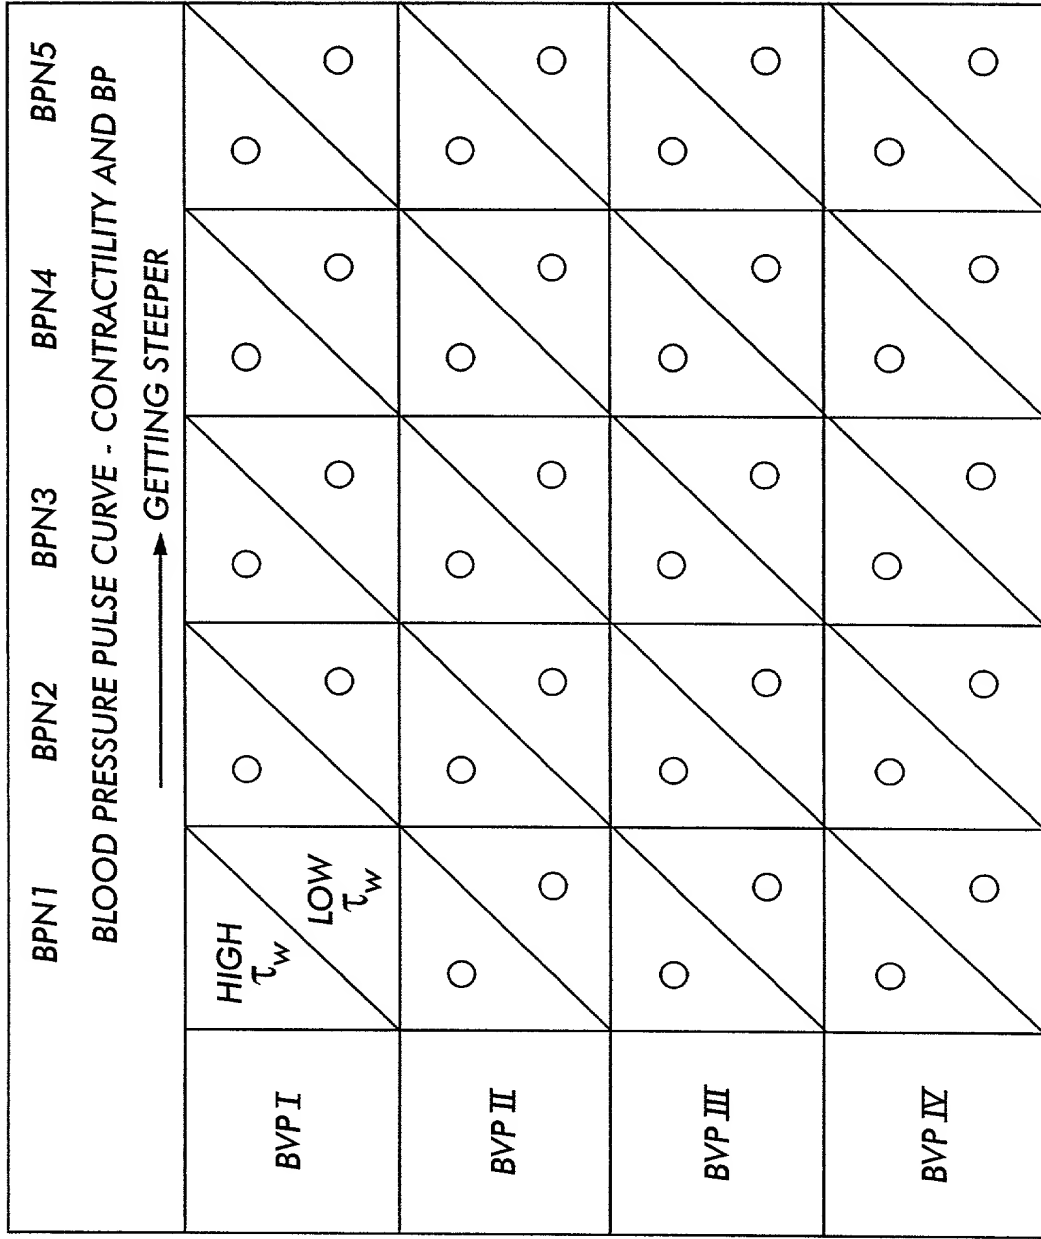 BPN1 BPN2 BPN3 BPN4 BPN5
BLOOD PRESSURE PULSE CURVE - CONTRACTILITY AND BP
GETTING STEEPER
BVP I
HIGH
τw
LOW
τw
BVP II
BVP III
BVP IV